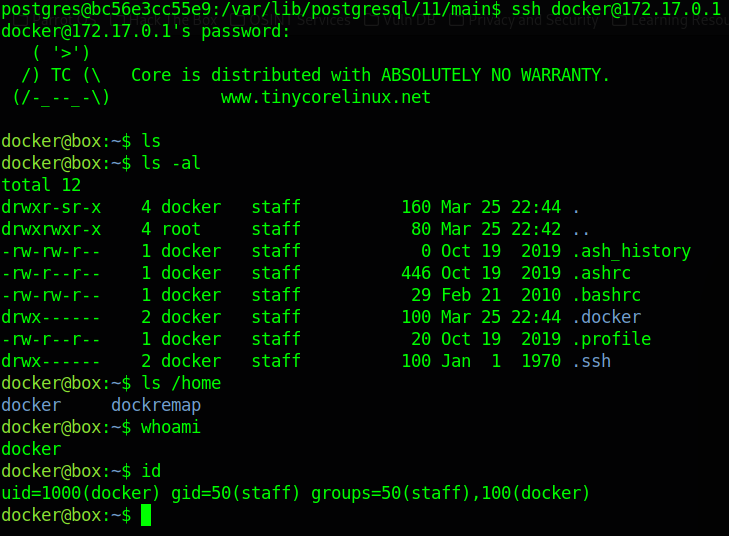 postgres@bc56e3cc55e9:/var/lib/postgresql/11/main$ ssh docker@172.17.0.1
docker@172.17.0.1's password:
   ( '>')
  /) TC (\   Core is distributed with ABSOLUTELY NO WARRANTY.
 (/-_--_-\)           www.tinycorelinux.net

docker@box:~$ ls
docker@box:~$ ls -al
total 12
drwxr-sr-x    4 docker   staff          160 Mar 25 22:44 .
drwxrwxr-x    4 root     staff           80 Mar 25 22:42 ..
-rw-rw-r--    1 docker   staff            0 Oct 19  2019 .ash_history
-rw-r--r--    1 docker   staff          446 Oct 19  2019 .ashrc
-rw-rw-r--    1 docker   staff           29 Feb 21  2010 .bashrc
drwx------    2 docker   staff          100 Mar 25 22:44 .docker
-rw-r--r--    1 docker   staff           20 Oct 19  2019 .profile
drwx------    2 docker   staff          100 Jan  1  1970 .ssh
docker@box:~$ ls /home
docker     dockremap
docker@box:~$ whoami
docker
docker@box:~$ id
uid=1000(docker) gid=50(staff) groups=50(staff),100(docker)
docker@box:~$